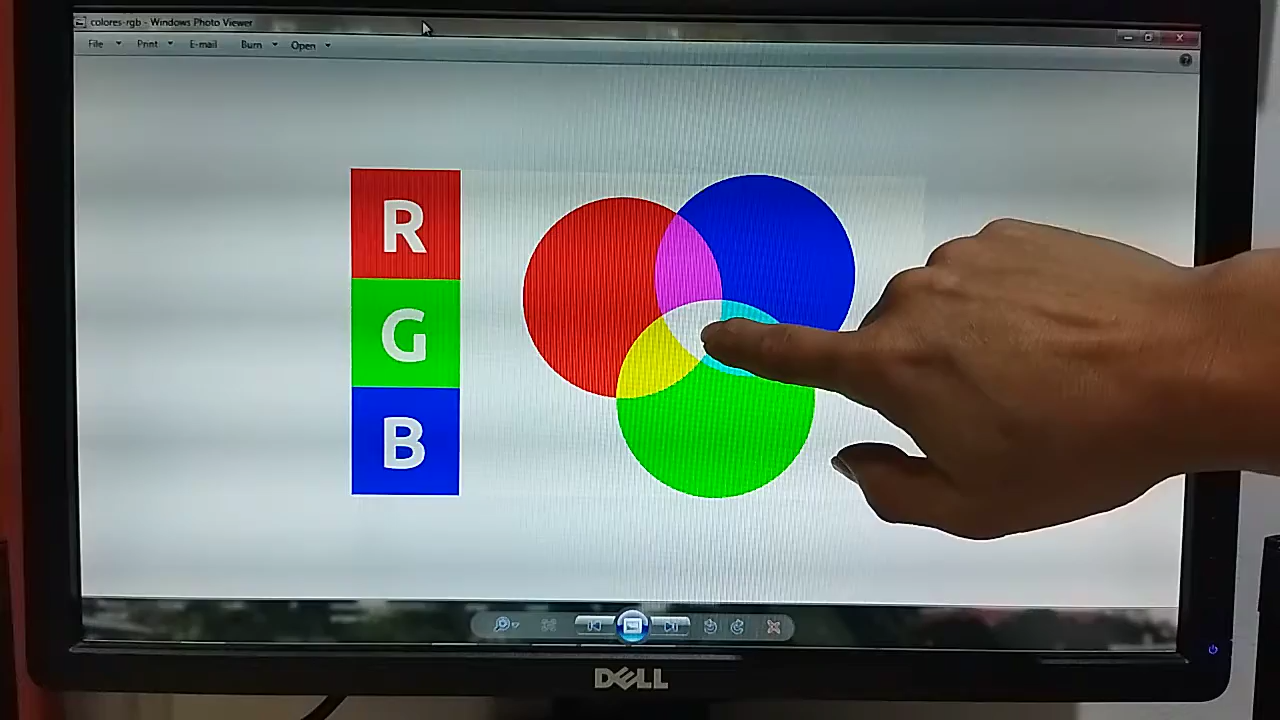 colores-rgb - Windows Photo Viewer
File Print E-mail Burn Open
R
G
B
DELL